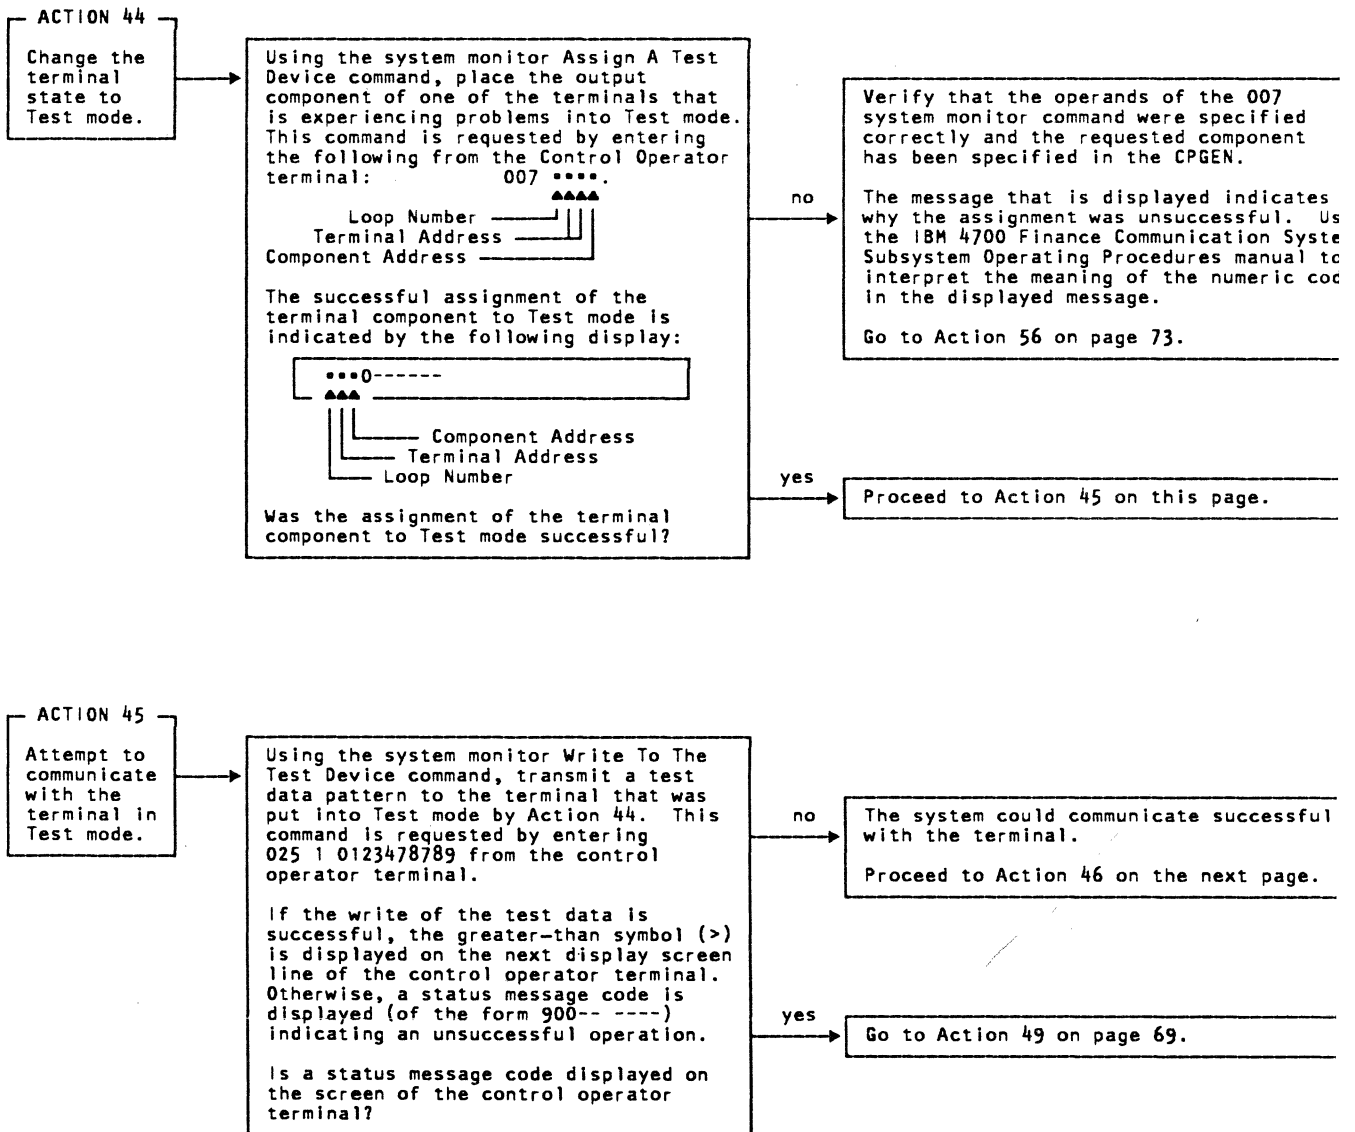 ACTION 44
Change the
terminal
state to
Test mode.
Using the system monitor Assign A Test
Device command, place the output
component of one of the terminals that
is experiencing problems into Test mode.
This command is requested by entering
the following from the Control Operator
terminal: 007 ▪▪▪▪.
Loop Number
Terminal Address
Component Address
The successful assignment of the
terminal component to Test mode is
indicated by the following display:
▪▪▪0------
Component Address
Terminal Address
Loop Number
Was the assignment of the terminal
component to Test mode successful?
no
Verify that the operands of the 007
system monitor command were specified
correctly and the requested component
has been specified in the CPGEN.
The message that is displayed indicates
why the assignment was unsuccessful. Us
the IBM 4700 Finance Communication Syste
Subsystem Operating Procedures manual to
interpret the meaning of the numeric cod
in the displayed message.
Go to Action 56 on page 73.
yes
Proceed to Action 45 on this page.
ACTION 45
Attempt to
communicate
with the
terminal in
Test mode.
Using the system monitor Write To The
Test Device command, transmit a test
data pattern to the terminal that was
put into Test mode by Action 44. This
command is requested by entering
025 1 0123478789 from the control
operator terminal.
If the write of the test data is
successful, the greater-than symbol (>)
is displayed on the next display screen
line of the control operator terminal.
Otherwise, a status message code is
displayed (of the form 900-- ----)
indicating an unsuccessful operation.
Is a status message code displayed on
the screen of the control operator
terminal?
no
The system could communicate successful
with the terminal.
Proceed to Action 46 on the next page.
yes
Go to Action 49 on page 69.